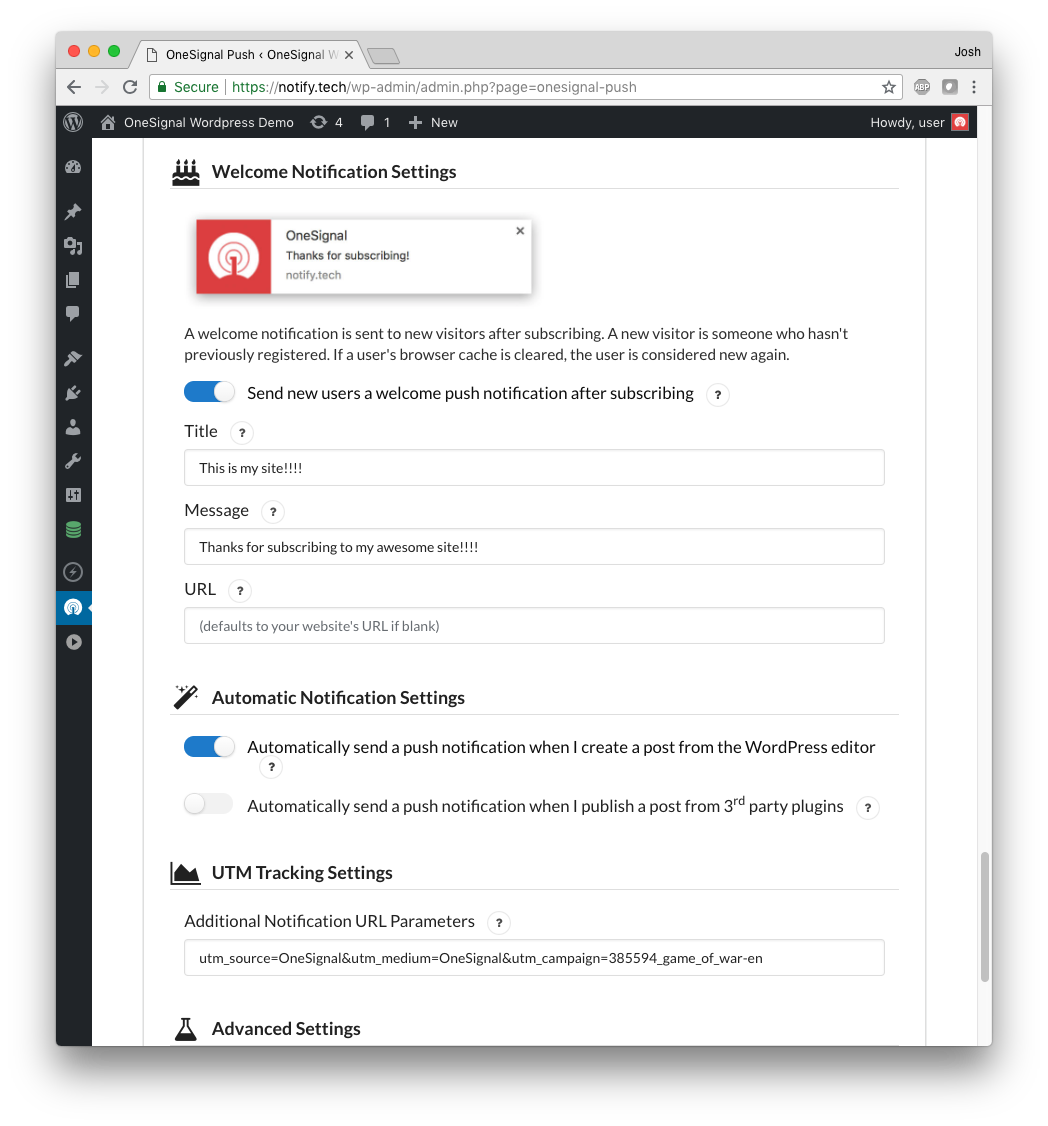 OneSignal Push ‹ OneSignal W
Josh
Secure
https://notify.tech/wp-admin/admin.php?page=onesignal-push
ABP
OneSignal Wordpress Demo
4
1
New
Howdy, user
Welcome Notification Settings
OneSignal
Thanks for subscribing!
notify.tech
A welcome notification is sent to new visitors after subscribing. A new visitor is someone who hasn't
previously registered. If a user's browser cache is cleared, the user is considered new again.
Send new users a welcome push notification after subscribing ?
Title ?
This is my site!!!!
Message ?
Thanks for subscribing to my awesome site!!!!
URL ?
(defaults to your website's URL if blank)
Automatic Notification Settings
Automatically send a push notification when I create a post from the WordPress editor
?
Automatically send a push notification when I publish a post from 3rd party plugins ?
UTM Tracking Settings
Additional Notification URL Parameters ?
utm_source=OneSignal&utm_medium=OneSignal&utm_campaign=385594_game_of_war-en
Advanced Settings